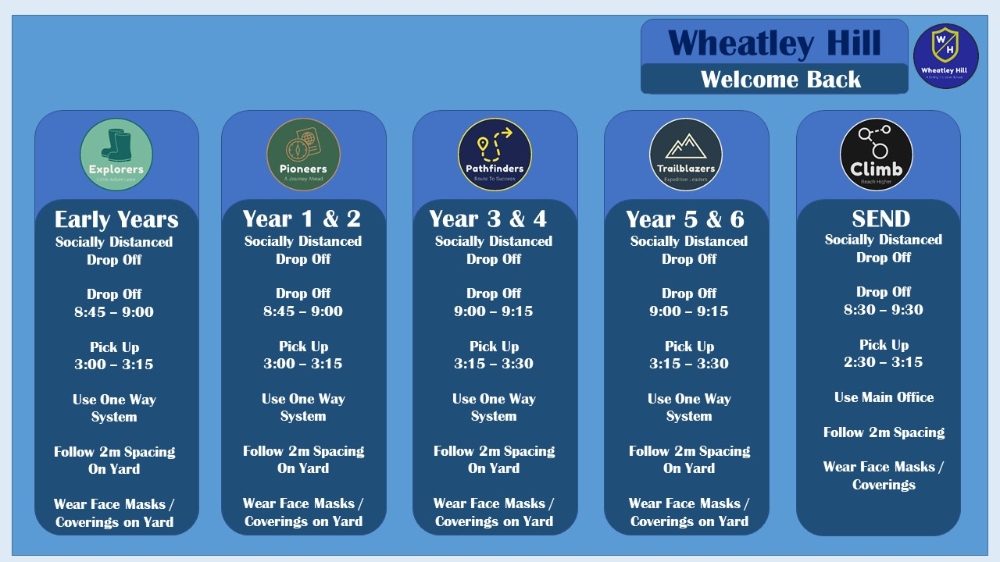 Wheatley Hill
Welcome Back
W
H
Wheatley Hill
Explorers
Little Adventures
Early Years
Socially Distanced
Drop Off
Drop Off
8:45 – 9:00
Pick Up
3:00 – 3:15
Use One Way
System
Follow 2m Spacing
On Yard
Wear Face Masks /
Coverings on Yard
Pioneers
A Journey Ahead
Year 1 & 2
Socially Distanced
Drop Off
Drop Off
8:45 – 9:00
Pick Up
3:00 – 3:15
Use One Way
System
Follow 2m Spacing
On Yard
Wear Face Masks /
Coverings on Yard
Pathfinders
Route To Success
Year 3 & 4
Socially Distanced
Drop Off
Drop Off
9:00 – 9:15
Pick Up
3:15 – 3:30
Use One Way
System
Follow 2m Spacing
On Yard
Wear Face Masks /
Coverings on Yard
Trailblazers
Expedition Leaders
Year 5 & 6
Socially Distanced
Drop Off
Drop Off
9:00 – 9:15
Pick Up
3:15 – 3:30
Use One Way
System
Follow 2m Spacing
On Yard
Wear Face Masks /
Coverings on Yard
Climb
Reach Higher
SEND
Socially Distanced
Drop Off
Drop Off
8:30 – 9:30
Pick Up
2:30 – 3:15
Use Main Office
Follow 2m Spacing
Wear Face Masks /
Coverings